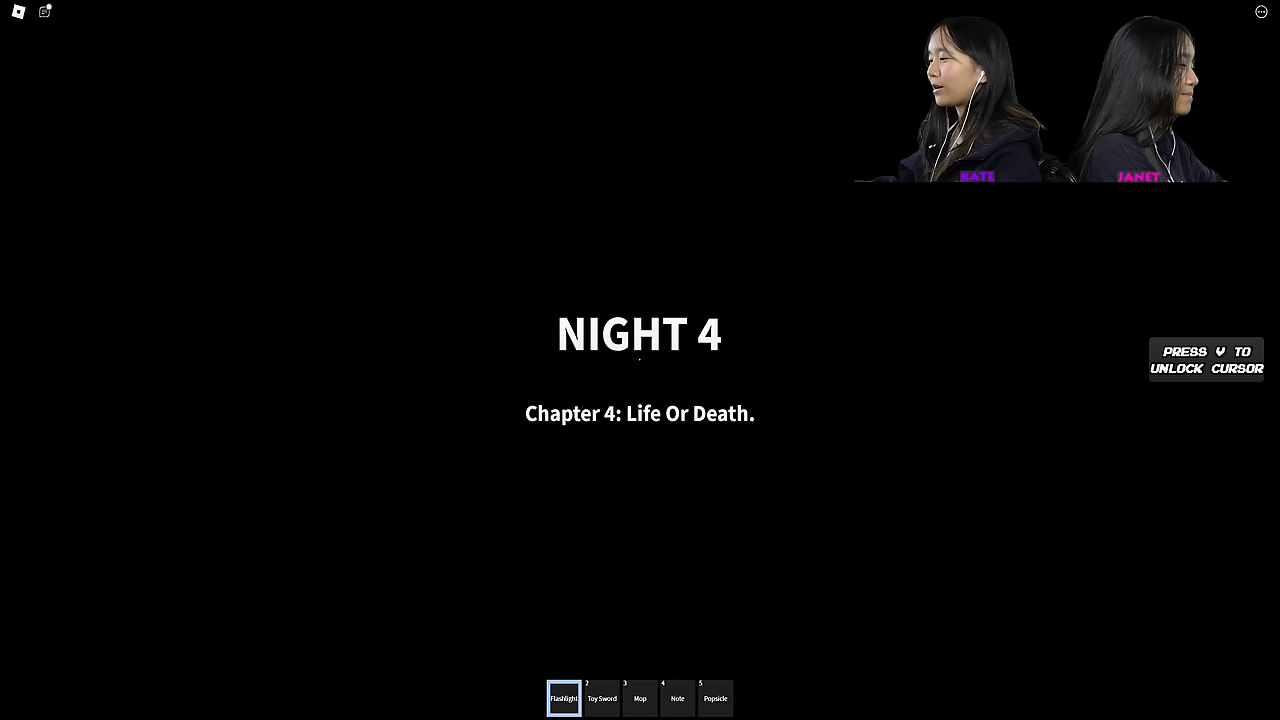 KATE
JANET
NIGHT 4
PRESS V TO
UNLOCK CURSOR
Chapter 4: Life Or Death.
Flashlight
2
Toy Sword
3
Mop
4
Note
5
Popsicle